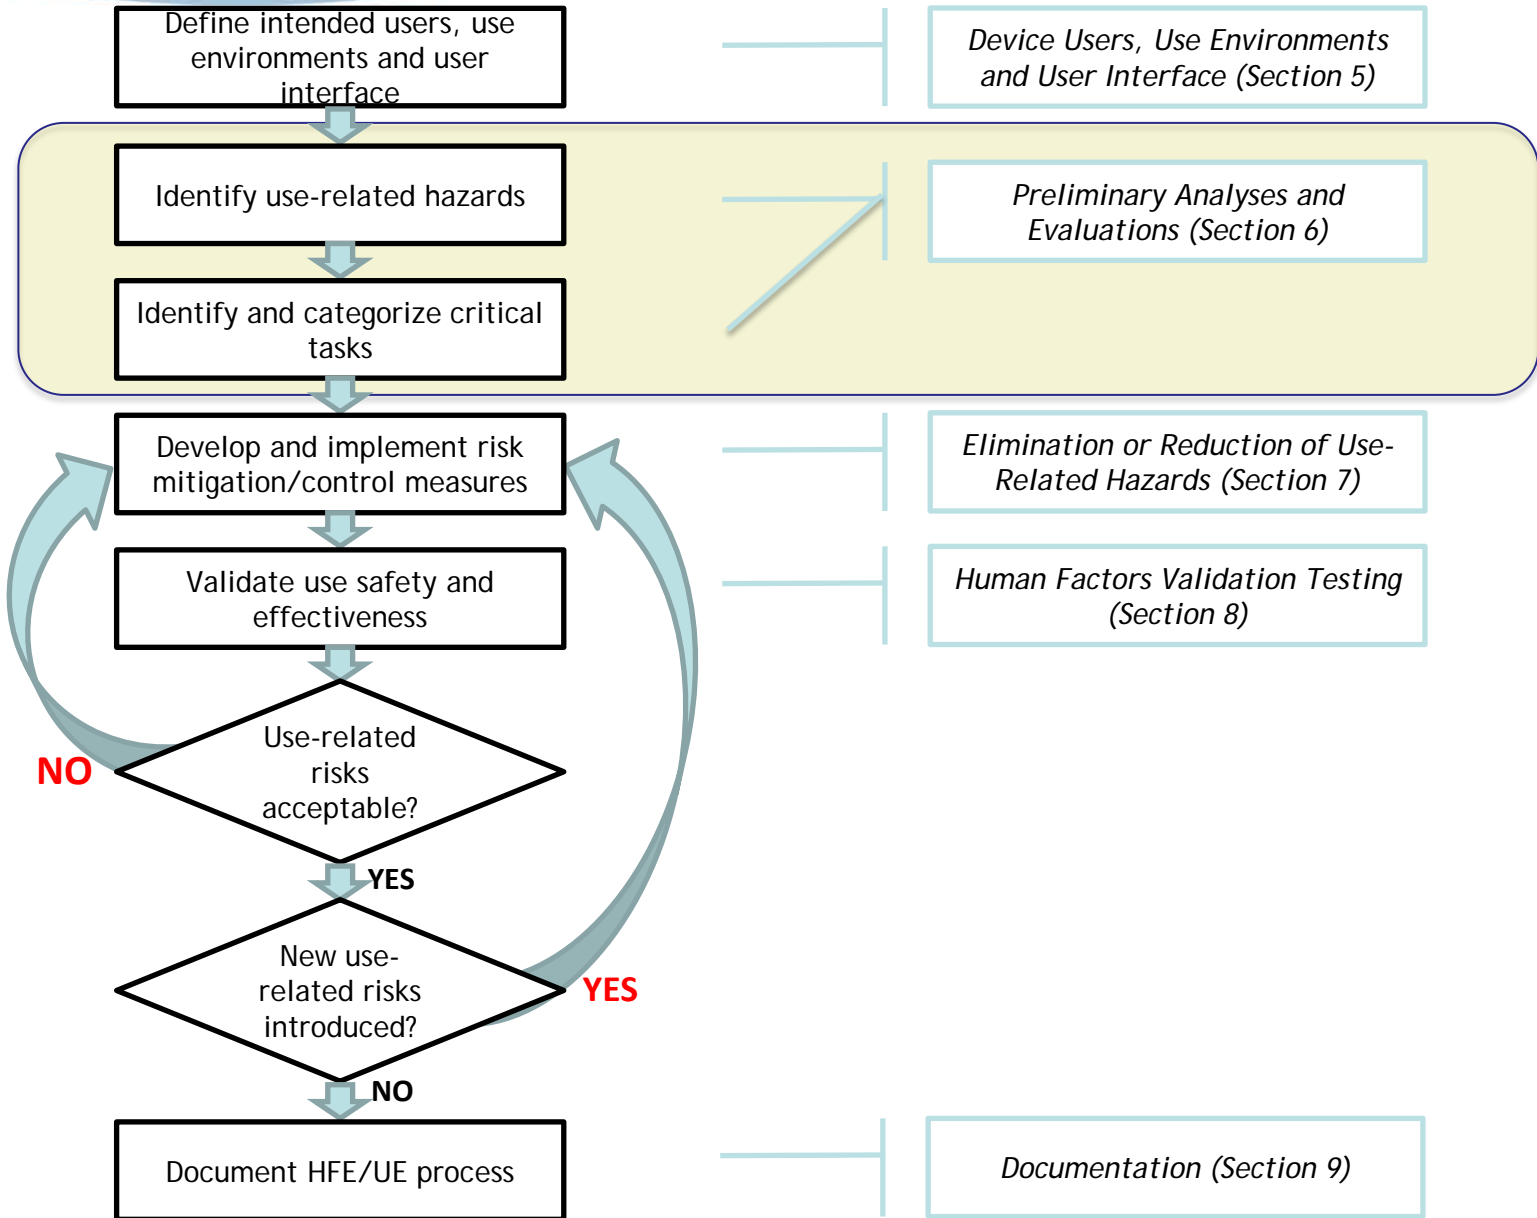 Define intended users, use
environments and user
interface
Device Users, Use Environments
and User Interface (Section 5)
Identify use-related hazards
Preliminary Analyses and
Evaluations (Section 6)
Identify and categorize critical
tasks
Develop and implement risk
mitigation/control measures
Elimination or Reduction of Use-
Related Hazards (Section 7)
Validate use safety and
effectiveness
Human Factors Validation Testing
(Section 8)
Use-related
risks
acceptable?
NO
YES
New use-
related risks
introduced?
YES
NO
Document HFE/UE process
Documentation (Section 9)